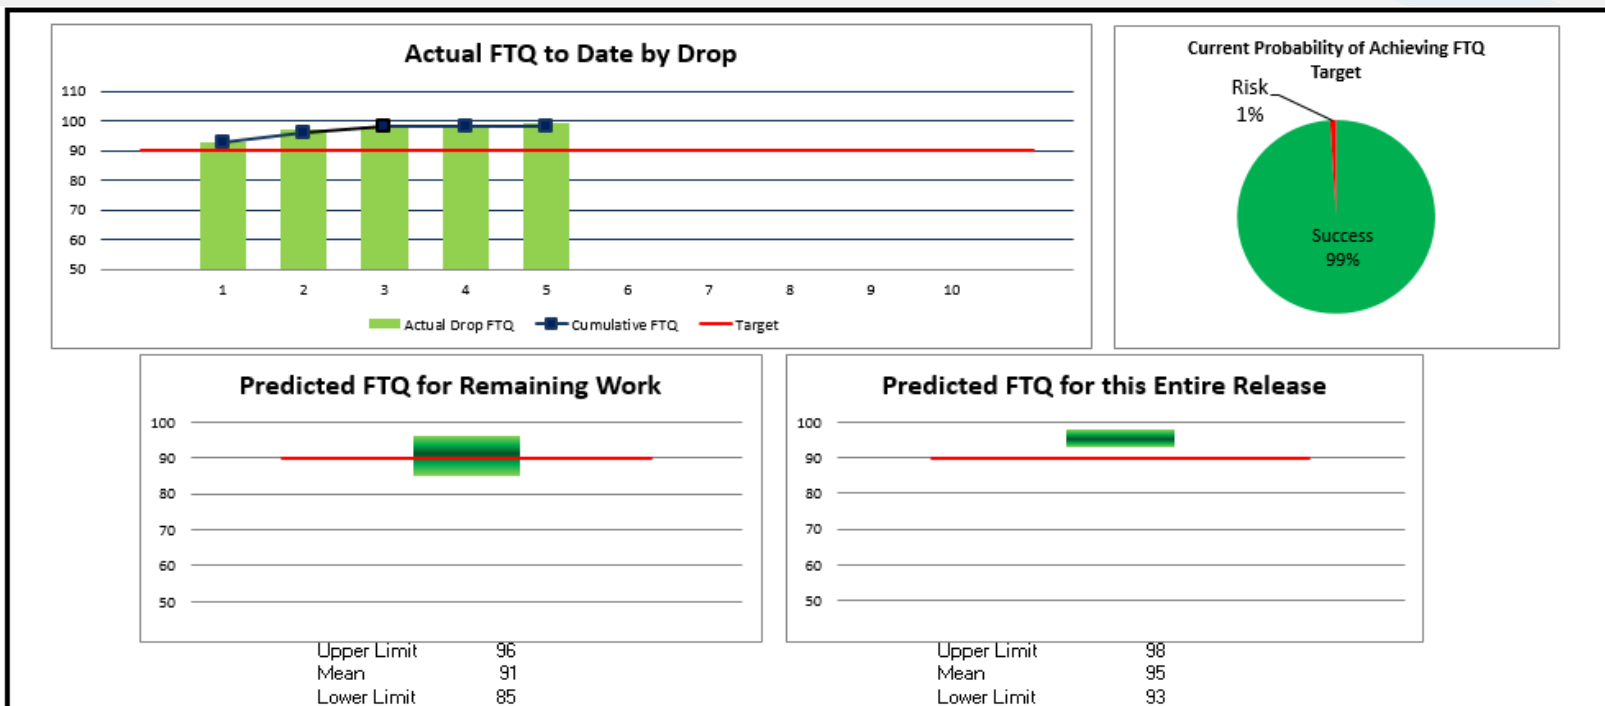 Actual FTQ to Date by Drop
110
100
90
80
70
60
50
1 2 3 4 5 6 7 8 9 10
Actual Drop FTQ Cumulative FTQ Target
Current Probability of Achieving FTQ
Target
Risk
1%
Success
99%
Predicted FTQ for Remaining Work
100
90
80
70
60
50
Upper Limit 96
Mean 91
Lower Limit 85
Predicted FTQ for this Entire Release
100
90
80
70
60
50
Upper Limit 98
Mean 95
Lower Limit 93